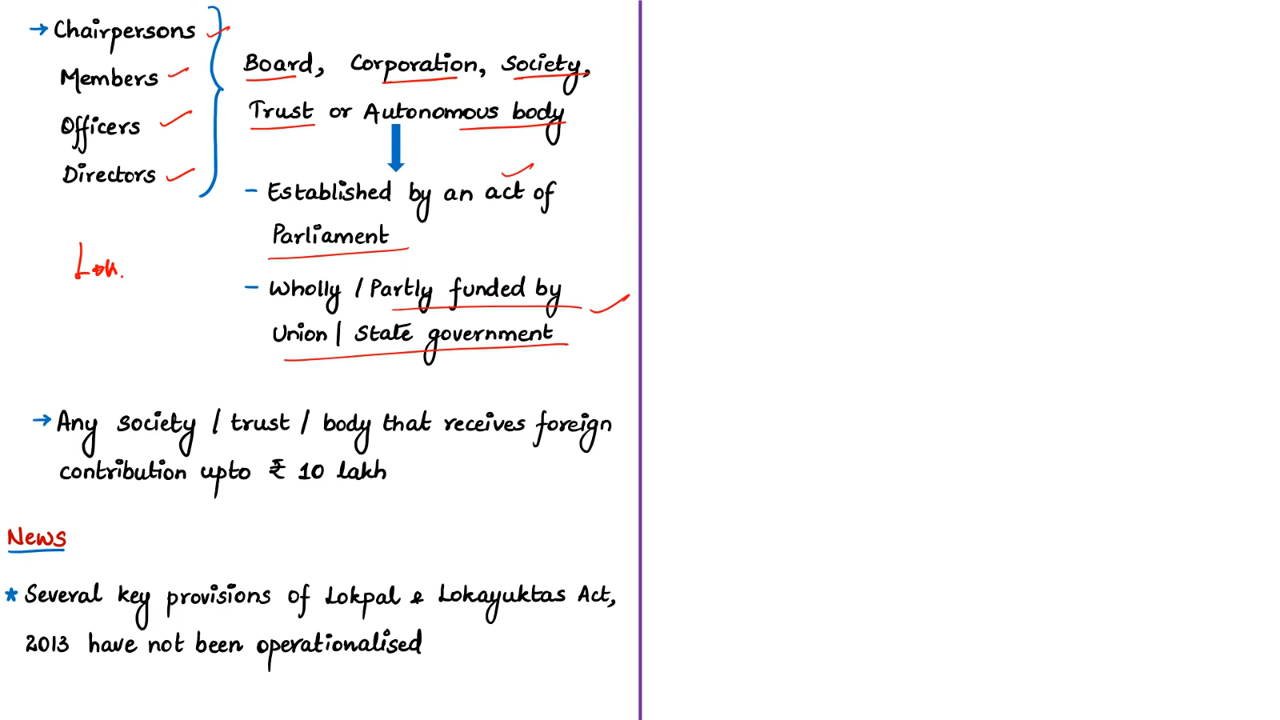 → Chairpersons
Members
Officers
Directors
Board, Corporation, Society,
Trust or Autonomous body
- Established by an act of
Parliament
- Wholly / Partly funded by
Union / State government
Lok.
→ Any society / trust / body that receives foreign
contribution upto ₹ 10 lakh
News
* Several key provisions of Lokpal & Lokayuktas Act,
2013 have not been operationalised